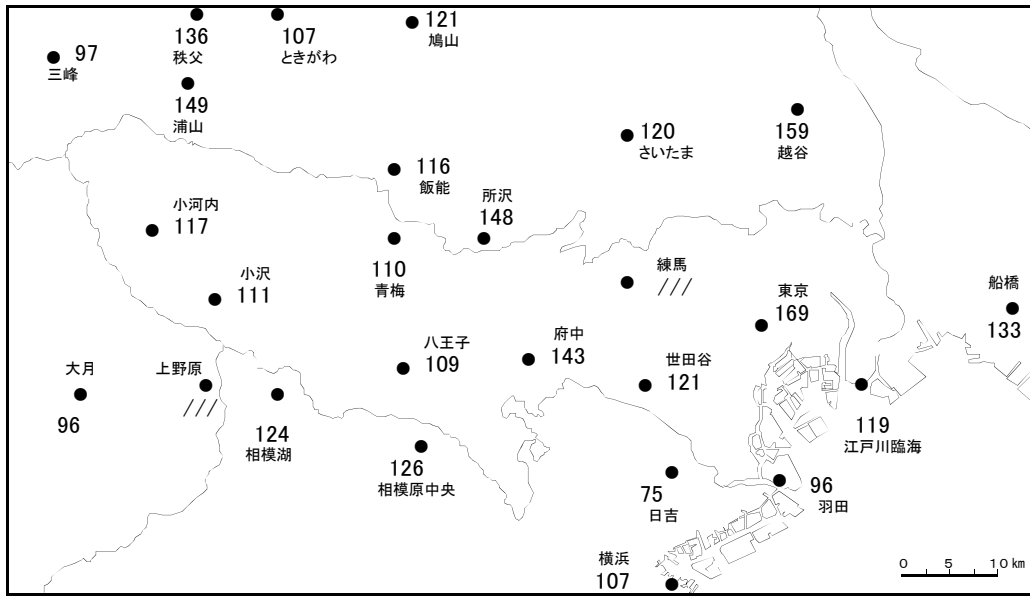 97
三峰
136
秩父
107
ときがわ
121
鳩山
149
浦山
159
越谷
120
さいたま
116
飯能
所沢
148
小河内
117
110
青梅
小沢
111
練馬
///
東京
169
船橋
133
大月
96
上野原
///
124
相模湖
八王子
109
府中
143
世田谷
121
119
江戸川臨海
126
相模原中央
75
日吉
96
羽田
横浜
107
0 5 10km